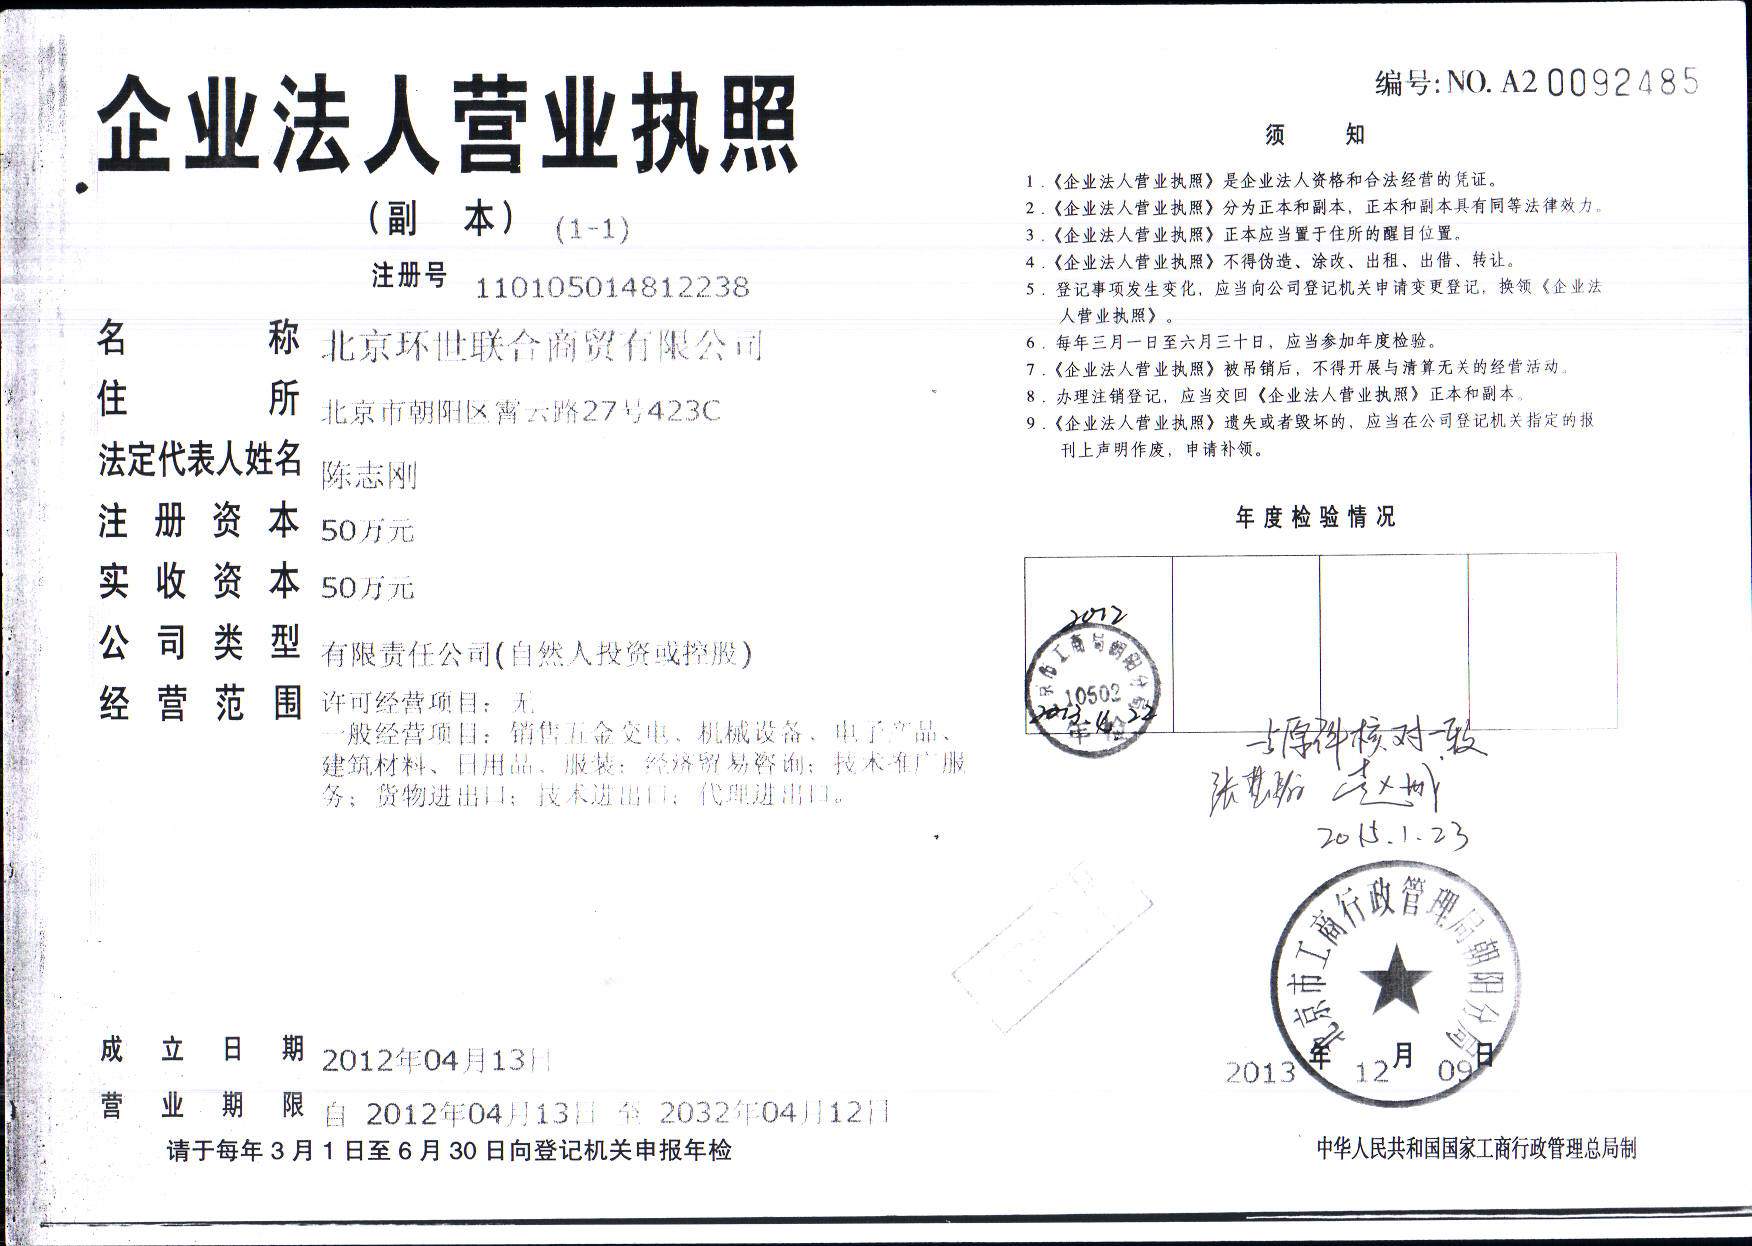 企业法人营业执照
（副 本） (1-1)
注册号 110105014812238
名 称 北京环世联合商贸有限公司
住 所 北京市朝阳区霄云路27号423C
法定代表人姓名 陈志刚
注 册 资 本 50万元
实 收 资 本 50万元
公 司 类 型 有限责任公司(自然人投资或控股)
经 营 范 围 许可经营项目：无
一般经营项目：销售五金交电、机械设备、电子产品、
建筑材料、日用品、服装；经济贸易咨询；技术推广服
务；货物进出口；技术进出口；代理进出口。
成 立 日 期 2012年04月13日
营 业 期 限 自 2012年04月13日 至 2032年04月12日
请于每年3月1日至6月30日向登记机关申报年检
编号:NO. A2 0092485
须 知
1．《企业法人营业执照》是企业法人资格和合法经营的凭证。
2．《企业法人营业执照》分为正本和副本，正本和副本具有同等法律效力。
3．《企业法人营业执照》正本应当置于住所的醒目位置。
4．《企业法人营业执照》不得伪造、涂改、出租、出借、转让。
5．登记事项发生变化，应当向公司登记机关申请变更登记，换领《企业法
人营业执照》。
6．每年三月一日至六月三十日，应当参加年度检验。
7．《企业法人营业执照》被吊销后，不得开展与清算无关的经营活动。
8．办理注销登记，应当交回《企业法人营业执照》正本和副本。
9．《企业法人营业执照》遗失或者毁坏的，应当在公司登记机关指定的报
刊上声明作废，申请补领。
年度检验情况
2012
京市工商局朝阳分局
10502
2013.4.22
与原件核对一致
2015.1.23
北京市工商行政管理局朝阳分局
2013 年 12 月 09 日
中华人民共和国国家工商行政管理总局制